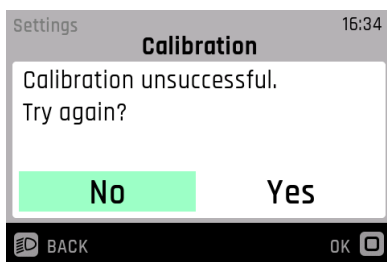 Settings 16:34
Calibration
Calibration unsuccessful.
Try again?
No Yes
BACK OK